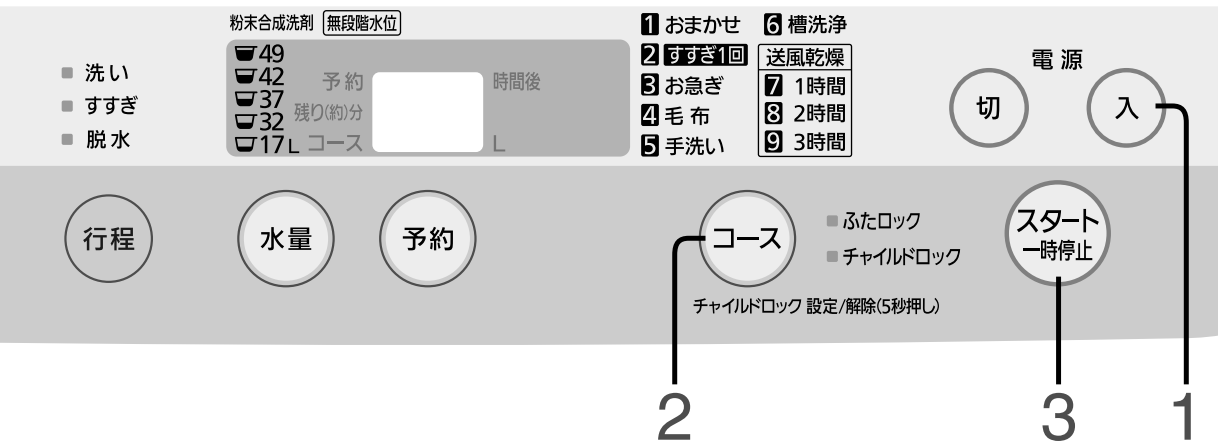 洗い
すすぎ
脱水
粉末合成洗剤 無段階水位
49
42
37
32
17L
予約
残り(約)分
コース
時間後
L
1 おまかせ
2 すすぎ1回
3 お急ぎ
4 毛布
5 手洗い
6 槽洗浄
送風乾燥
7 1時間
8 2時間
9 3時間
電源
切
入
行程
水量
予約
コース
ふたロック
チャイルドロック
チャイルドロック 設定/解除(5秒押し)
スタート
一時停止
2
3
1